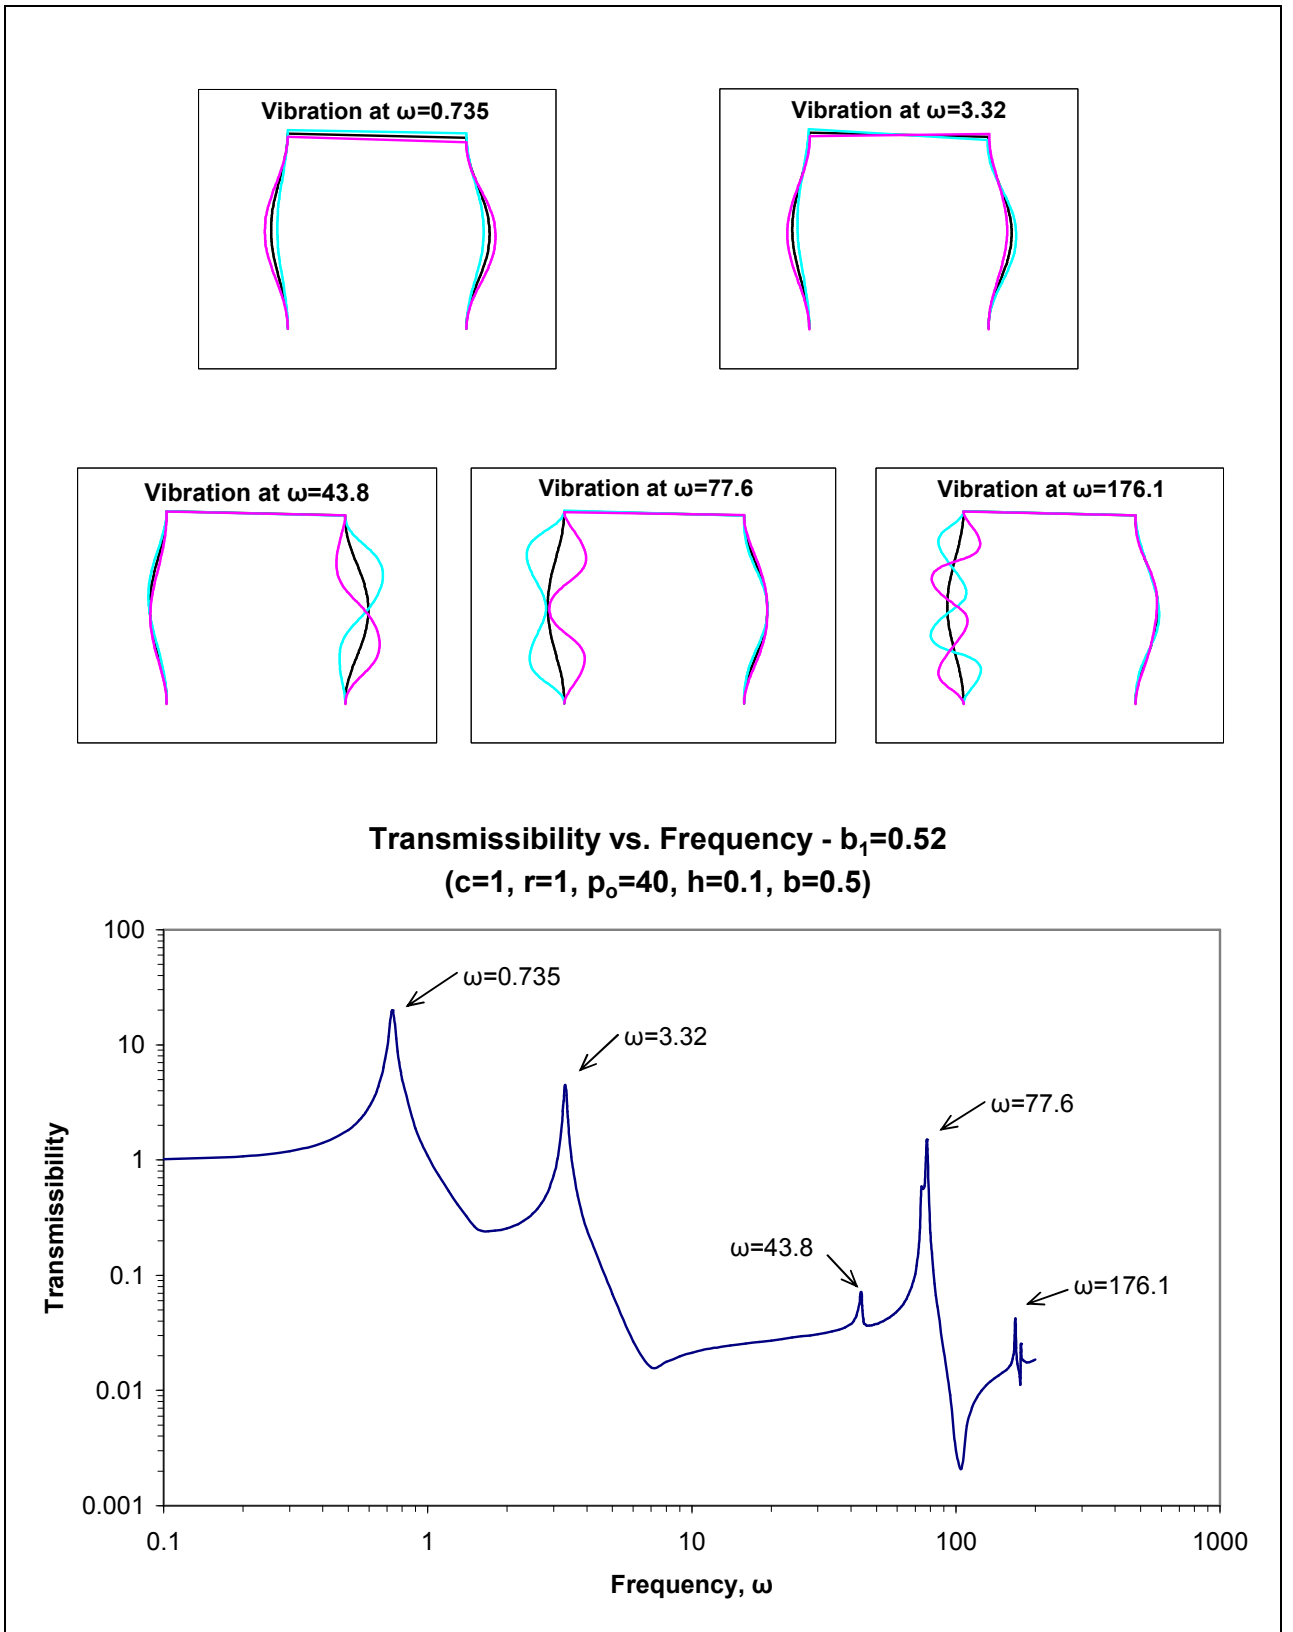 Vibration at ω=0.735
Vibration at ω=3.32
Vibration at ω=43.8
Vibration at ω=77.6
Vibration at ω=176.1
Transmissibility vs. Frequency - b₁=0.52
(c=1, r=1, pₒ=40, h=0.1, b=0.5)
100
10
1
0.1
0.01
0.001
Transmissibility
ω=0.735
ω=3.32
ω=77.6
ω=43.8
ω=176.1
0.1 1 10 100 1000
Frequency, ω